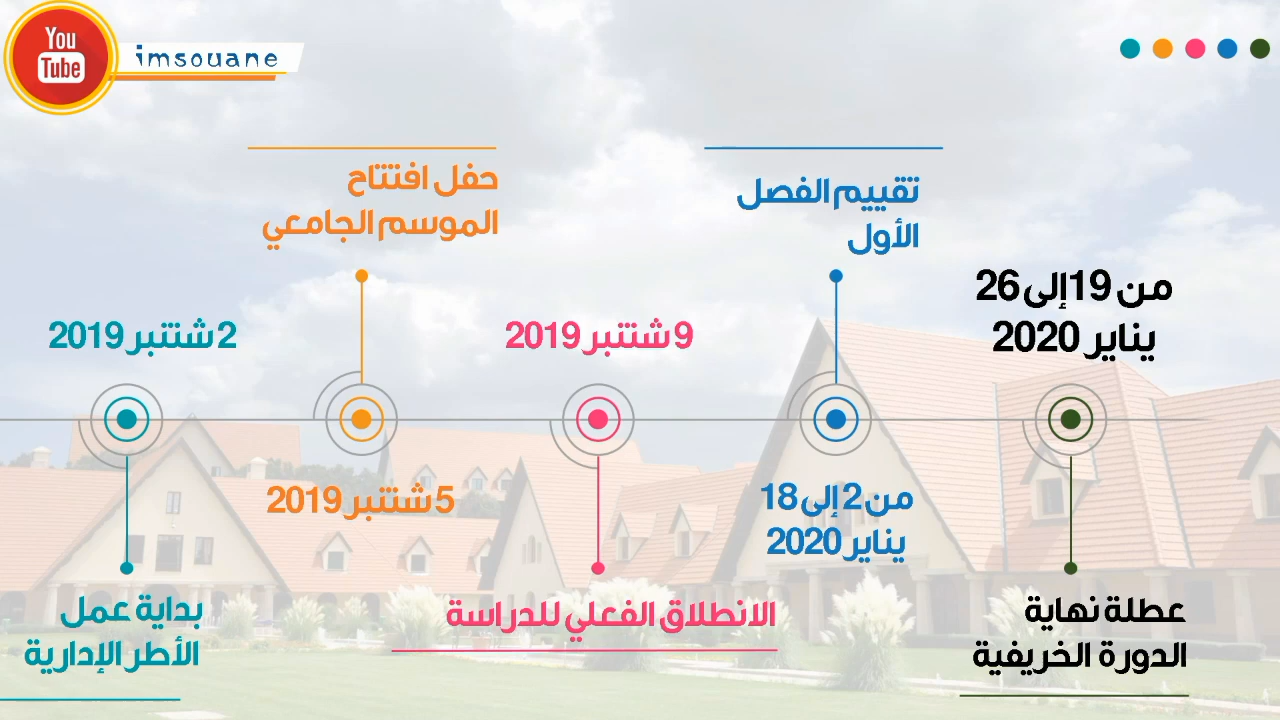 You
Tube
imsouane
2 شتنبر 2019
بداية عمل
الأطر الإدارية
حفل افتتاح
الموسم الجامعي
5 شتنبر 2019
9 شتنبر 2019
الانطلاق الفعلي للدراسة
تقييم الفصل
الأول
من 2 إلى 18
يناير 2020
من 19 إلى 26
يناير 2020
عطلة نهاية
الدورة الخريفية